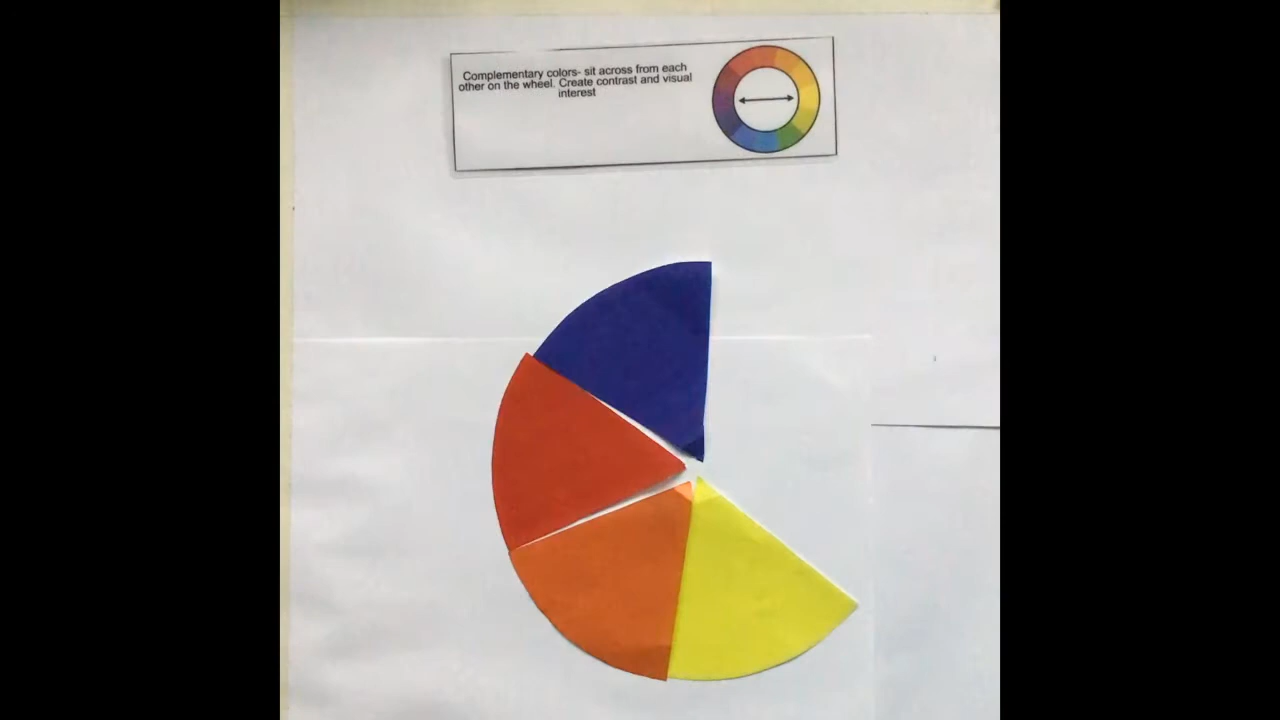 Complementary colors- sit across from each
other on the wheel. Create contrast and visual
interest